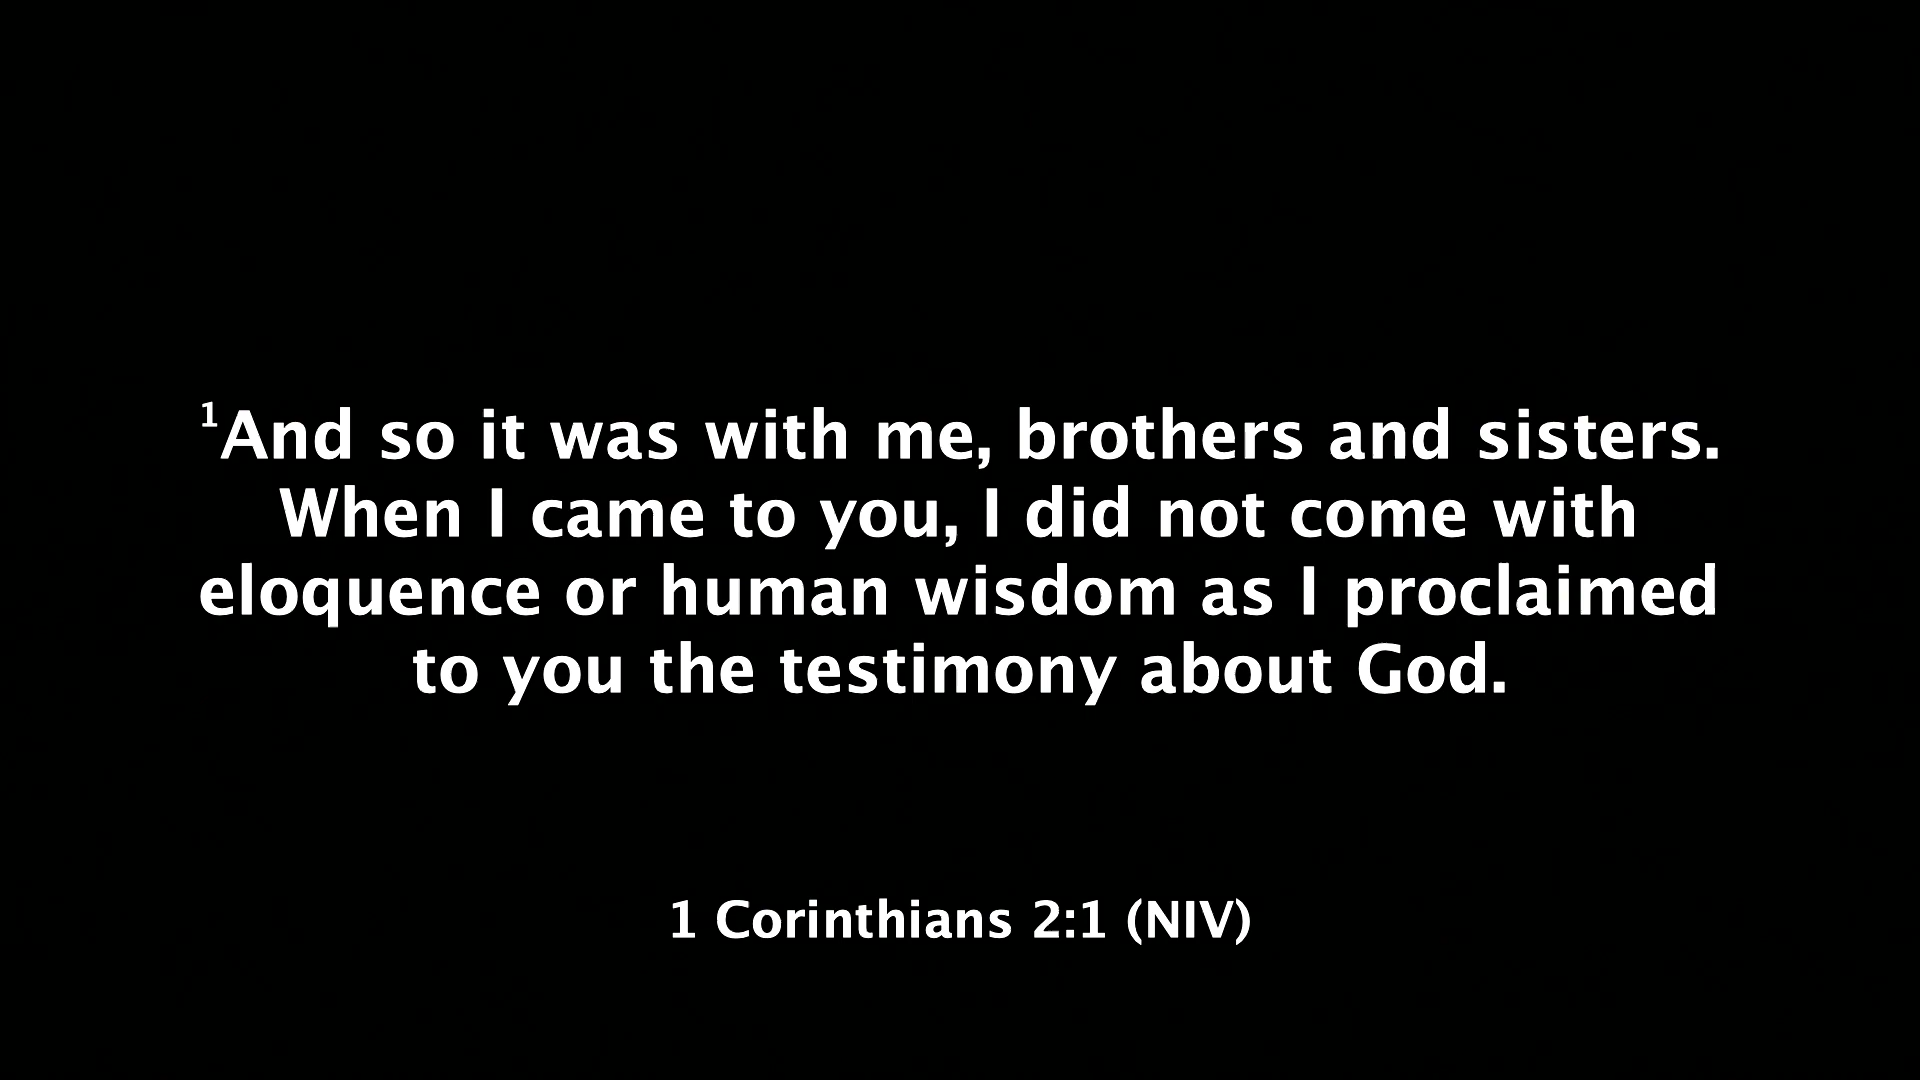 ¹And so it was with me, brothers and sisters.
When I came to you, I did not come with
eloquence or human wisdom as I proclaimed
to you the testimony about God.
1 Corinthians 2:1 (NIV)